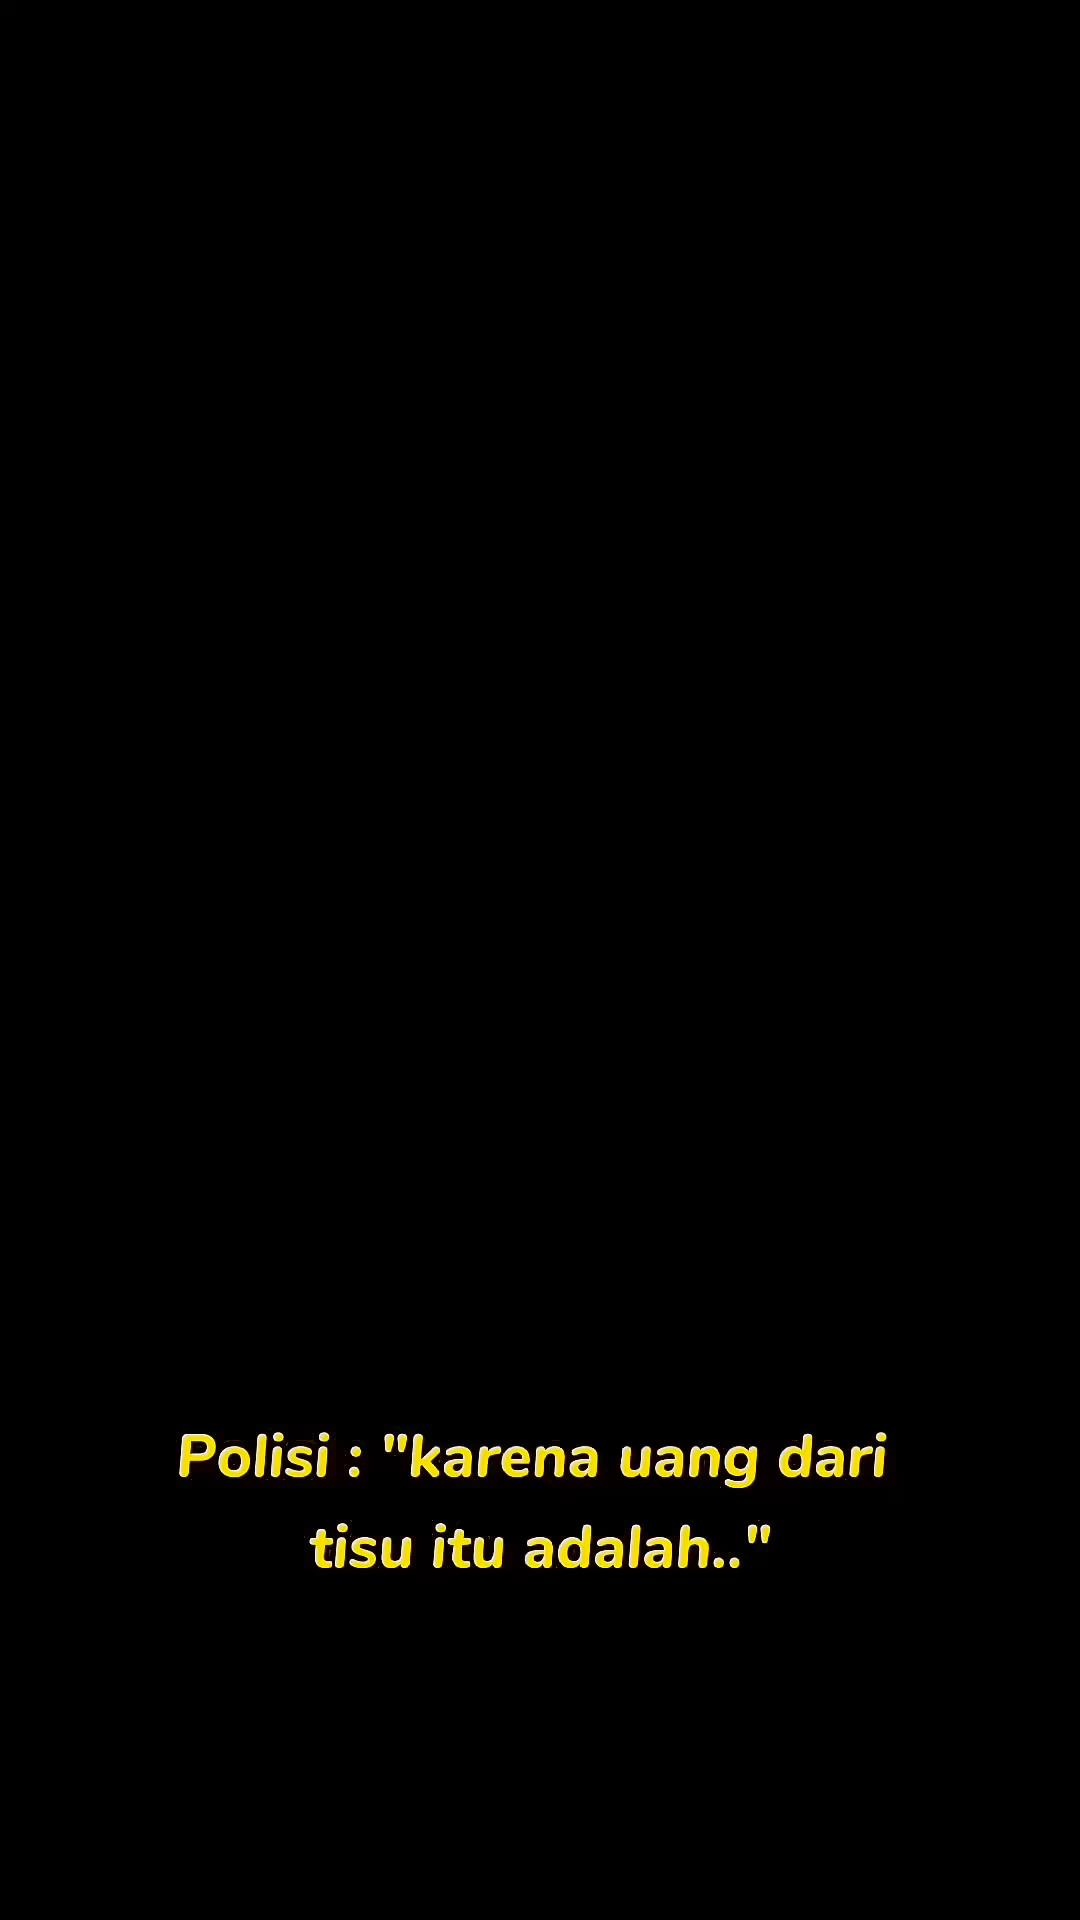 Polisi : "karena uang dari
tisu itu adalah.."